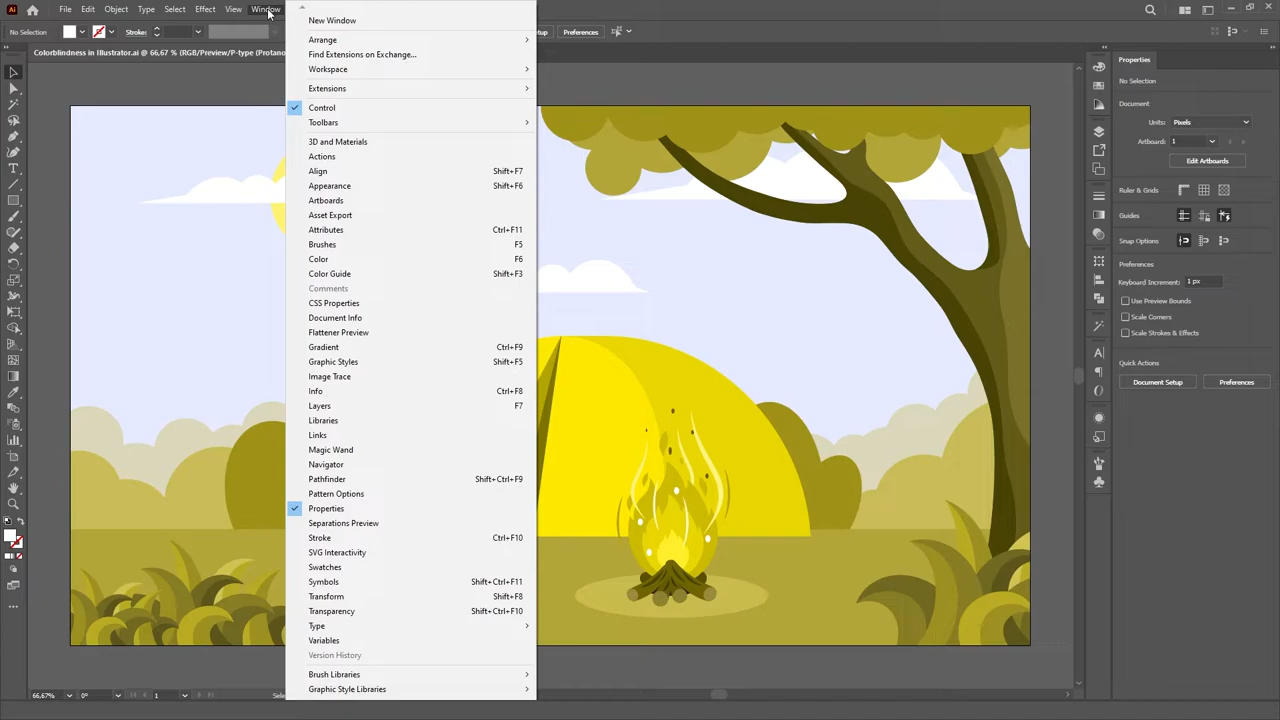 Ai
File Edit Object Type Select Effect View Window
No Selection Stroke: Preferences
Colorblindness in Illustrator.ai @ 66,67 % (RGB/Preview/P-type (Protano
New Window
Arrange
Find Extensions on Exchange...
Workspace
Extensions
Control
Toolbars
3D and Materials
Actions
Align Shift+F7
Appearance Shift+F6
Artboards
Asset Export
Attributes Ctrl+F11
Brushes F5
Color F6
Color Guide Shift+F3
Comments
CSS Properties
Document Info
Flattener Preview
Gradient Ctrl+F9
Graphic Styles Shift+F5
Image Trace
Info Ctrl+F8
Layers F7
Libraries
Links
Magic Wand
Navigator
Pathfinder Shift+Ctrl+F9
Pattern Options
Properties
Separations Preview
Stroke Ctrl+F10
SVG Interactivity
Swatches
Symbols Shift+Ctrl+F11
Transform Shift+F8
Transparency Shift+Ctrl+F10
Type
Variables
Version History
Brush Libraries
Graphic Style Libraries
Properties
No Selection
Document
Units: Pixels
Artboard: 1
Edit Artboards
Ruler & Grids
Guides
Snap Options
Preferences
Keyboard Increment: 1 px
Use Preview Bounds
Scale Corners
Scale Strokes & Effects
Quick Actions
Document Setup Preferences
66,67% 0° 1